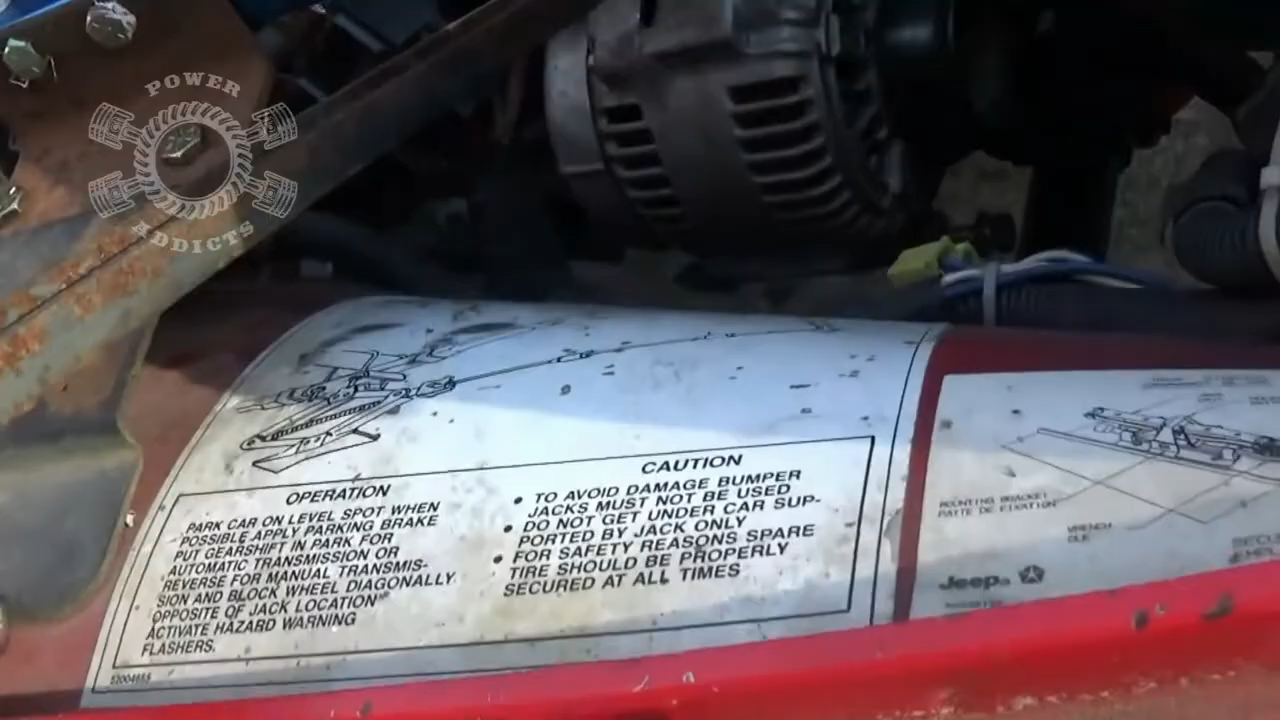 POWER
ADDICTS
OPERATION
PARK CAR ON LEVEL SPOT WHEN
POSSIBLE APPLY PARKING BRAKE
PUT GEARSHIFT IN PARK FOR
AUTOMATIC TRANSMISSION OR
REVERSE FOR MANUAL TRANSMIS-
SION AND BLOCK WHEEL DIAGONALLY
OPPOSITE OF JACK LOCATION
ACTIVATE HAZARD WARNING
FLASHERS.
CAUTION
• TO AVOID DAMAGE BUMPER
JACKS MUST NOT BE USED
• DO NOT GET UNDER CAR SUP-
PORTED BY JACK ONLY
• FOR SAFETY REASONS SPARE
TIRE SHOULD BE PROPERLY
SECURED AT ALL TIMES
52004655
MOUNTING BRACKET
PATTE DE FIXATION
WRENCH
CLE
Jeep